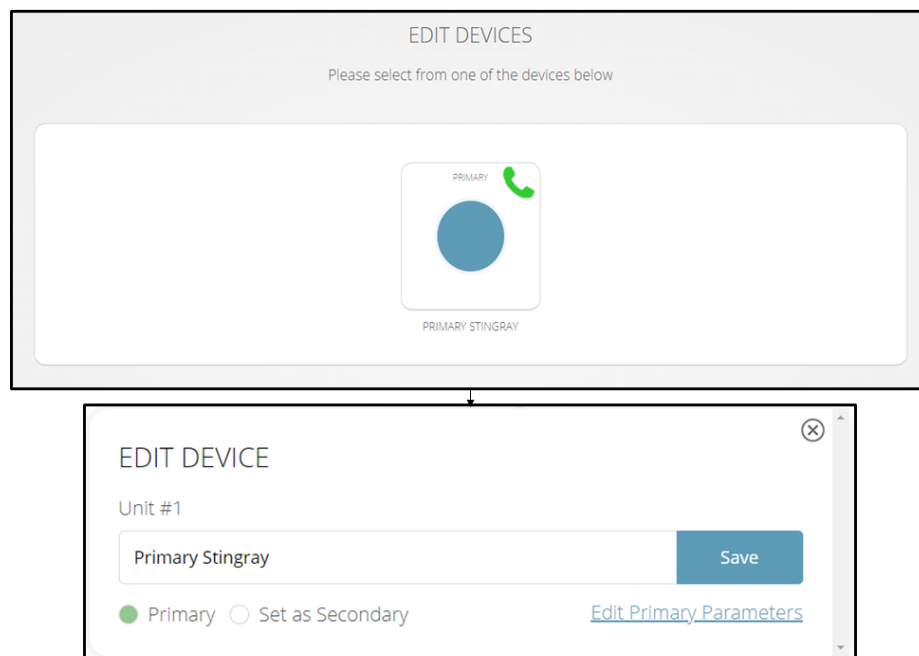 EDIT DEVICES
Please select from one of the devices below
PRIMARY
PRIMARY STINGRAY
EDIT DEVICE
Unit #1
Primary Stingray Save
Primary Set as Secondary Edit Primary Parameters